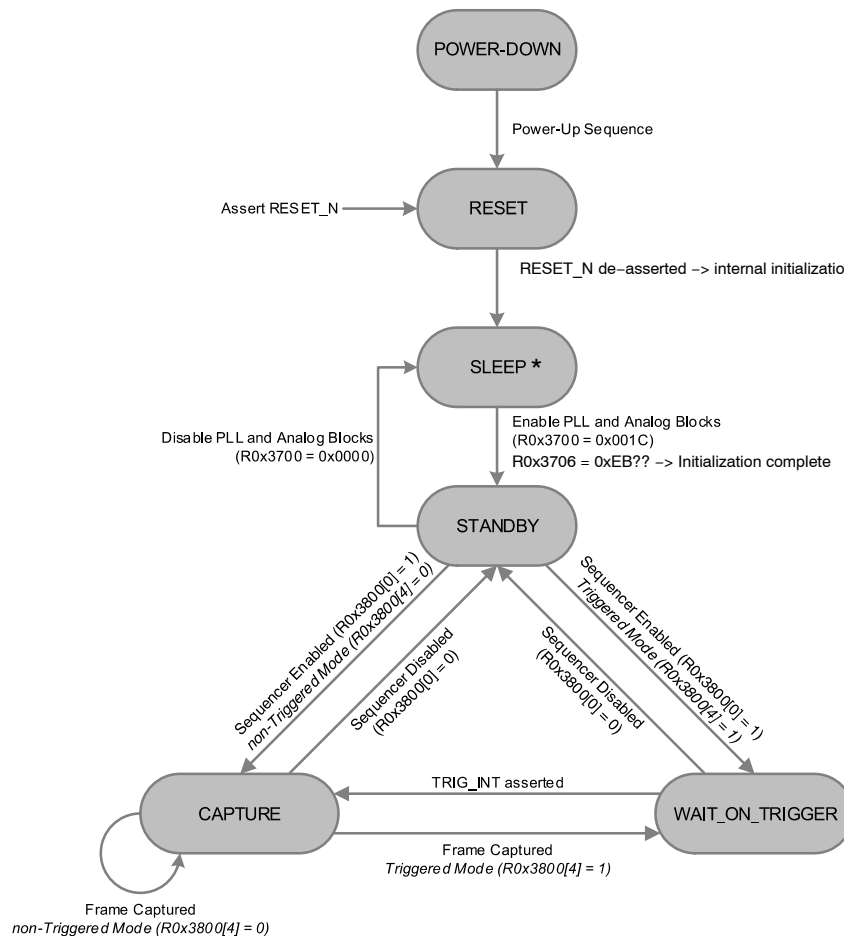 POWER-DOWN
Power-Up Sequence
Assert RESET_N
RESET
RESET_N de-asserted -> internal initializatio
SLEEP *
Disable PLL and Analog Blocks
(R0x3700 = 0x0000)
Enable PLL and Analog Blocks
(R0x3700 = 0x001C)
R0x3706 = 0xEB?? -> Initialization complete
STANDBY
Sequencer Enabled (R0x3800[0] = 1)
non-Triggered Mode (R0x3800[4] = 0)
Sequencer Disabled
(R0x3800[0] = 0)
Sequencer Disabled
(R0x3800[0] = 0)
Sequencer Enabled (R0x3800[0] = 1)
Triggered Mode (R0x3800[4] = 1)
TRIG_INT asserted
CAPTURE
WAIT_ON_TRIGGER
Frame Captured
Triggered Mode (R0x3800[4] = 1)
Frame Captured
non-Triggered Mode (R0x3800[4] = 0)